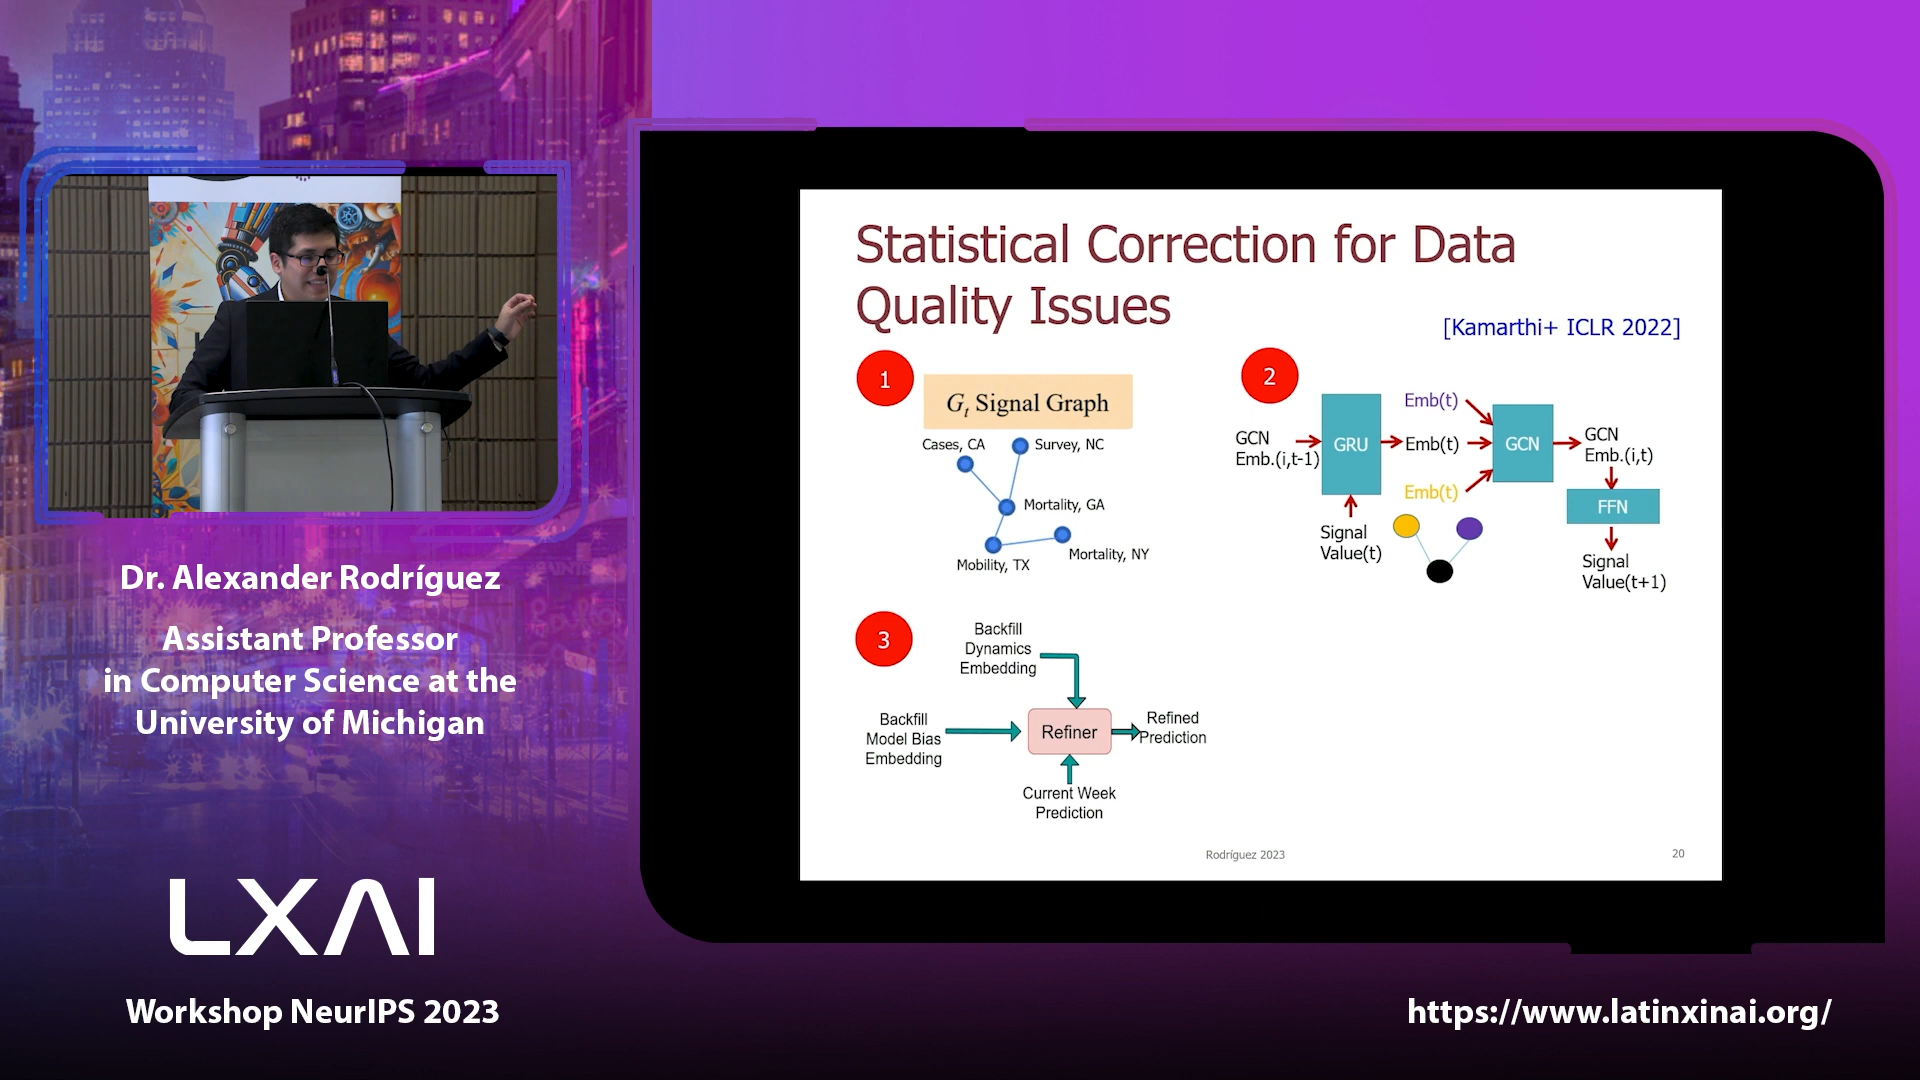 Dr. Alexander Rodríguez
Assistant Professor
in Computer Science at the
University of Michigan
LXAI
Workshop NeurIPS 2023
Statistical Correction for Data
Quality Issues
[Kamarthi+ ICLR 2022]
1
Gt Signal Graph
Cases, CA
Survey, NC
Mortality, GA
Mobility, TX
Mortality, NY
2
GCN
Emb.(i,t-1)
GRU
Signal
Value(t)
Emb(t)
Emb(t)
Emb(t)
GCN
GCN
Emb.(i,t)
FFN
Signal
Value(t+1)
3
Backfill
Dynamics
Embedding
Backfill
Model Bias
Embedding
Refiner
Refined
Prediction
Current Week
Prediction
Rodríguez 2023
20
https://www.latinxinai.org/